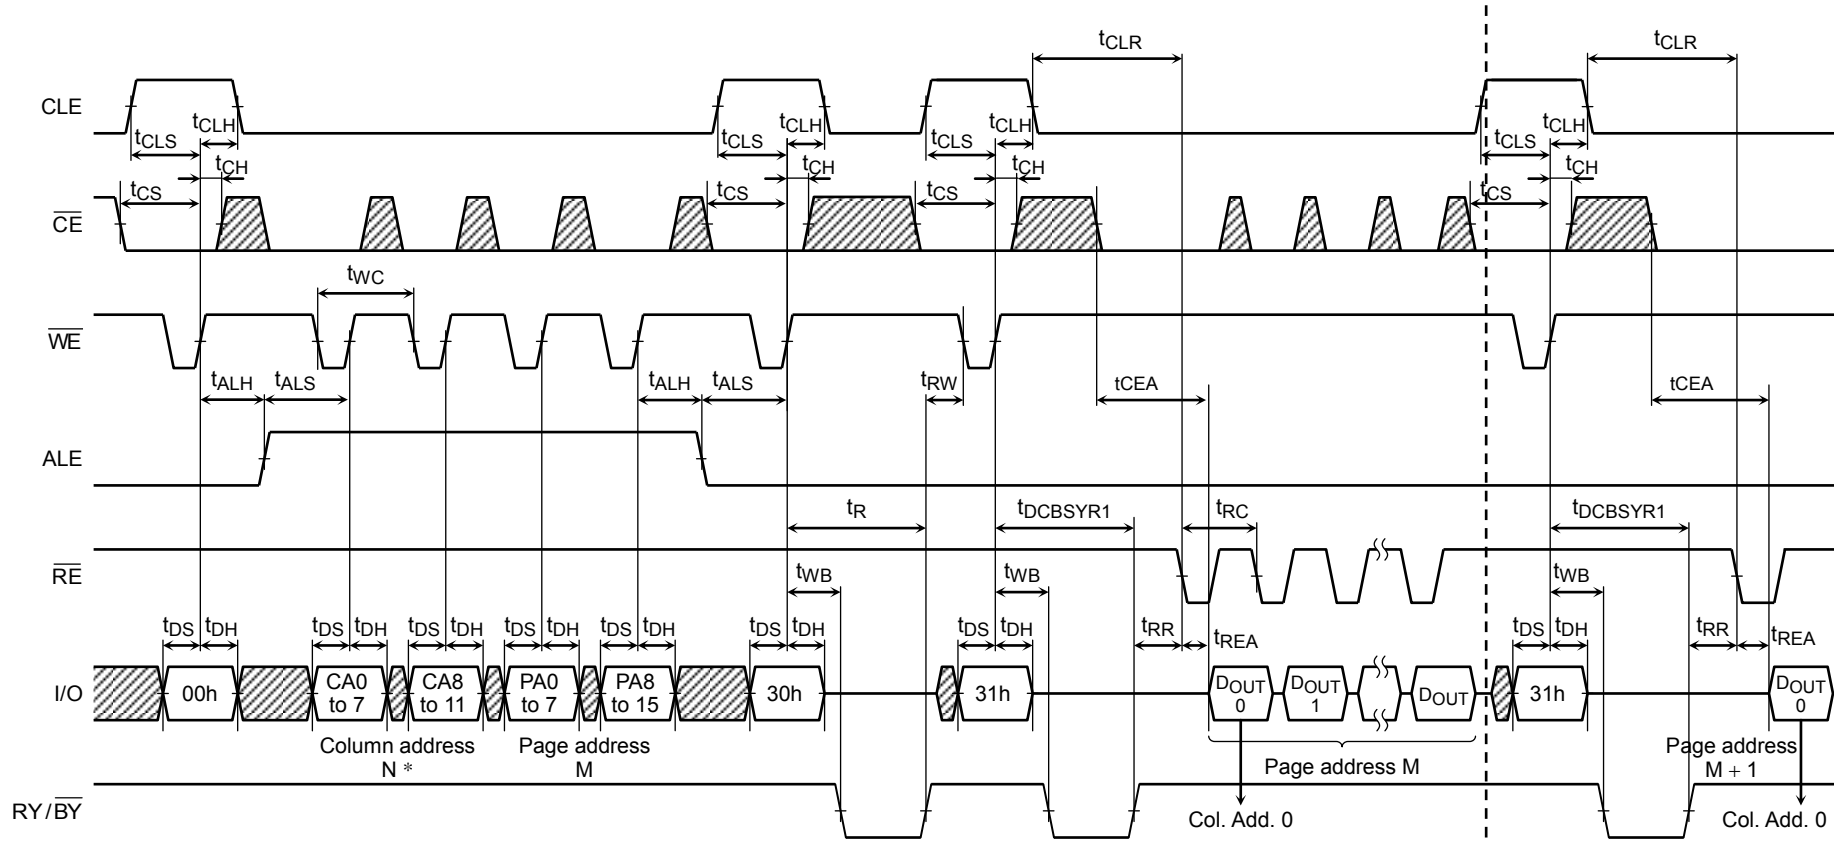 tCLR tCLR
CLE
tCLS tCLH tCLS tCLH tCLS tCLH tCLS tCLH
tCH tCH tCH tCH
tCS tCS tCS tCS
CE
tWC
WE
tALH tALS tALH tALS tRW tCEA tCEA
ALE
tR tDCBSYR1 tRC tDCBSYR1
RE
tWB tWB tWB
tDS tDH tDS tDH tDS tDH tDS tDH tDS tDH tDS tDH tDS tDH tRR tREA tDS tDH tRR tREA
I/O
00h
CA0
to 7
CA8
to 11
PA0
to 7
PA8
to 15
30h
31h
DOUT
0
DOUT
1
DOUT
31h
DOUT
0
Column address
N *
Page address
M
Page address M
Page address
M + 1
RY/BY
Col. Add. 0
Col. Add. 0